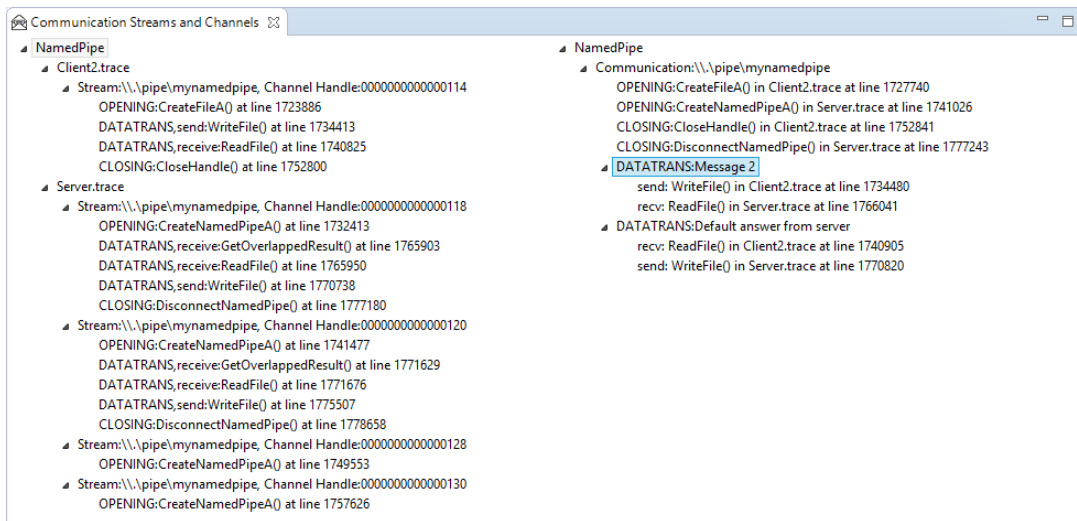 Communication Streams and Channels
NamedPipe
Client2.trace
Stream:\\.\pipe\mynamedpipe, Channel Handle:0000000000000114
OPENING:CreateFileA() at line 1723886
DATATRANS,send:WriteFile() at line 1734413
DATATRANS,receive:ReadFile() at line 1740825
CLOSING:CloseHandle() at line 1752800
Server.trace
Stream:\\.\pipe\mynamedpipe, Channel Handle:0000000000000118
OPENING:CreateNamedPipeA() at line 1732413
DATATRANS,receive:GetOverlappedResult() at line 1765903
DATATRANS,receive:ReadFile() at line 1765950
DATATRANS,send:WriteFile() at line 1770738
CLOSING:DisconnectNamedPipe() at line 1777180
Stream:\\.\pipe\mynamedpipe, Channel Handle:0000000000000120
OPENING:CreateNamedPipeA() at line 1741477
DATATRANS,receive:GetOverlappedResult() at line 1771629
DATATRANS,receive:ReadFile() at line 1771676
DATATRANS,send:WriteFile() at line 1775507
CLOSING:DisconnectNamedPipe() at line 1778658
Stream:\\.\pipe\mynamedpipe, Channel Handle:0000000000000128
OPENING:CreateNamedPipeA() at line 1749553
Stream:\\.\pipe\mynamedpipe, Channel Handle:0000000000000130
OPENING:CreateNamedPipeA() at line 1757626
NamedPipe
Communication:\\.\pipe\mynamedpipe
OPENING:CreateFileA() in Client2.trace at line 1727740
OPENING:CreateNamedPipeA() in Server.trace at line 1741026
CLOSING:CloseHandle() in Client2.trace at line 1752841
CLOSING:DisconnectNamedPipe() in Server.trace at line 1777243
DATATRANS:Message 2
send: WriteFile() in Client2.trace at line 1734480
recv: ReadFile() in Server.trace at line 1766041
DATATRANS:Default answer from server
recv: ReadFile() in Client2.trace at line 1740905
send: WriteFile() in Server.trace at line 1770820